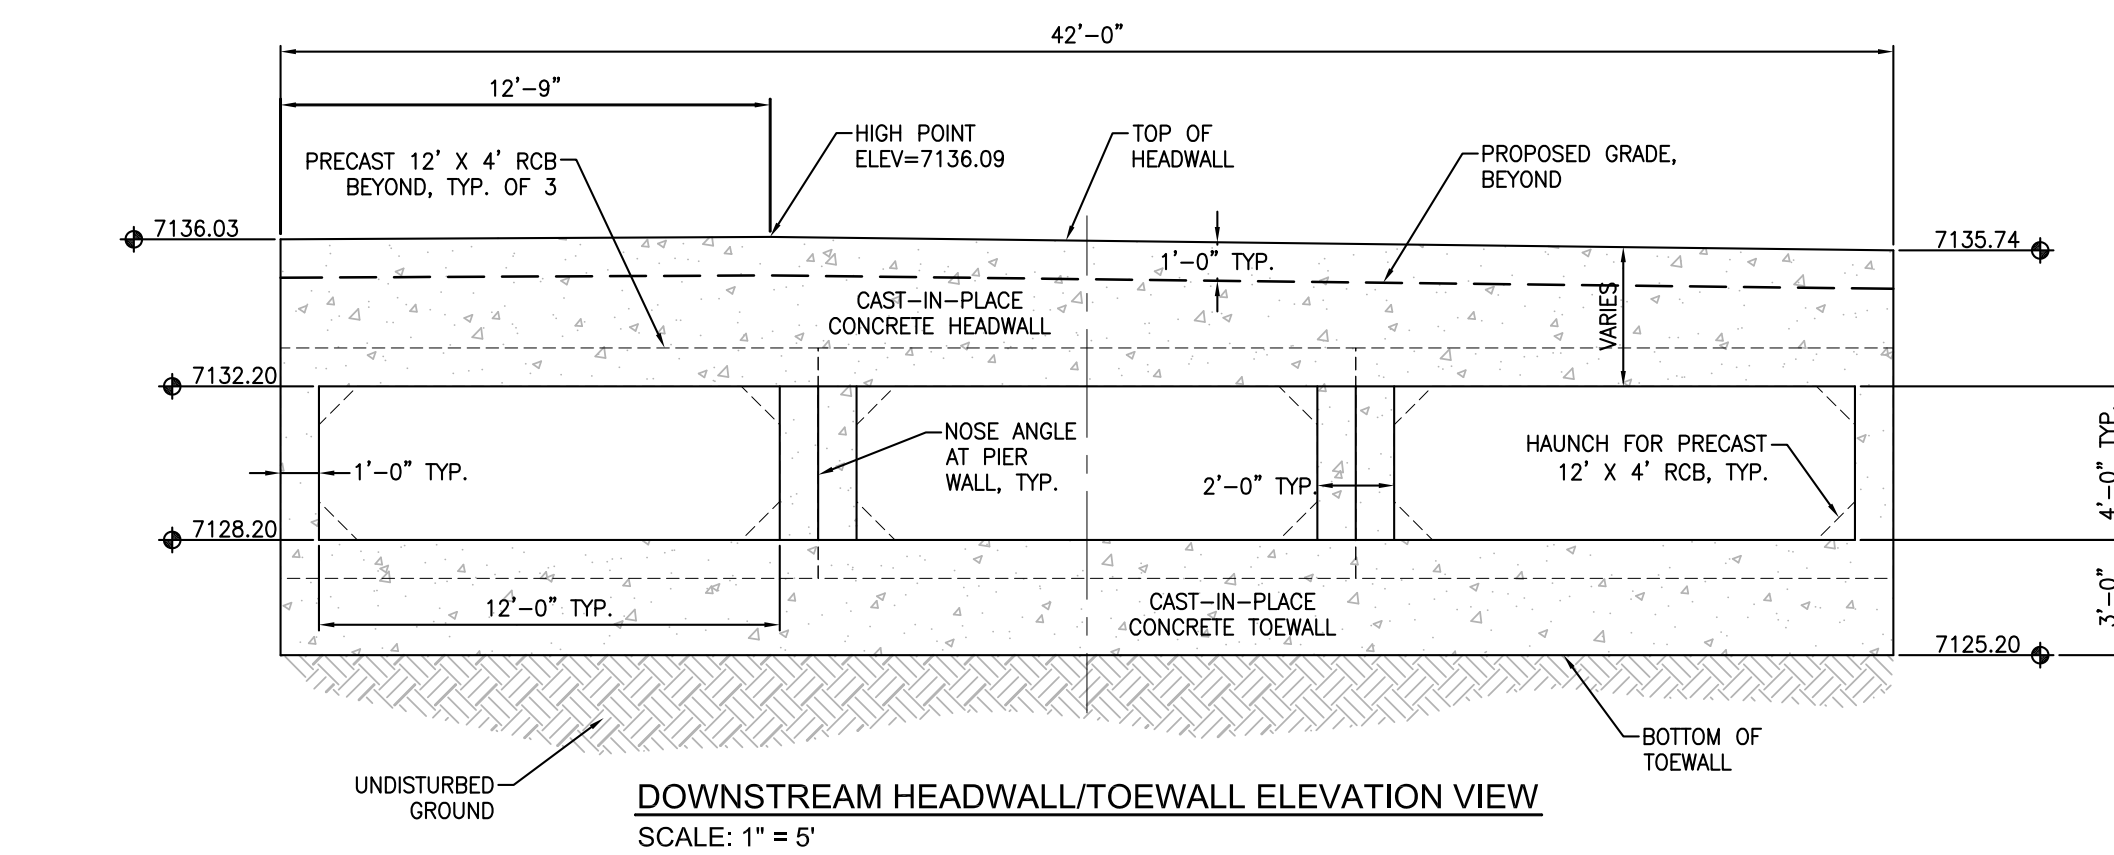 42'-0"
12'-9"
HIGH POINT
ELEV=7136.09
TOP OF
HEADWALL
PROPOSED GRADE,
BEYOND
PRECAST 12' X 4' RCB
BEYOND, TYP. OF 3
7136.03
7135.74
1'-0" TYP.
CAST-IN-PLACE
CONCRETE HEADWALL
VARIES
7132.20
NOSE ANGLE
AT PIER
WALL, TYP.
HAUNCH FOR PRECAST
12' X 4' RCB, TYP.
1'-0" TYP.
2'-0" TYP.
4'-0" TYP.
7128.20
12'-0" TYP.
CAST-IN-PLACE
CONCRETE TOEWALL
3'-0"
7125.20
BOTTOM OF
TOEWALL
UNDISTURBED
GROUND
DOWNSTREAM HEADWALL/TOEWALL ELEVATION VIEW
SCALE: 1" = 5'